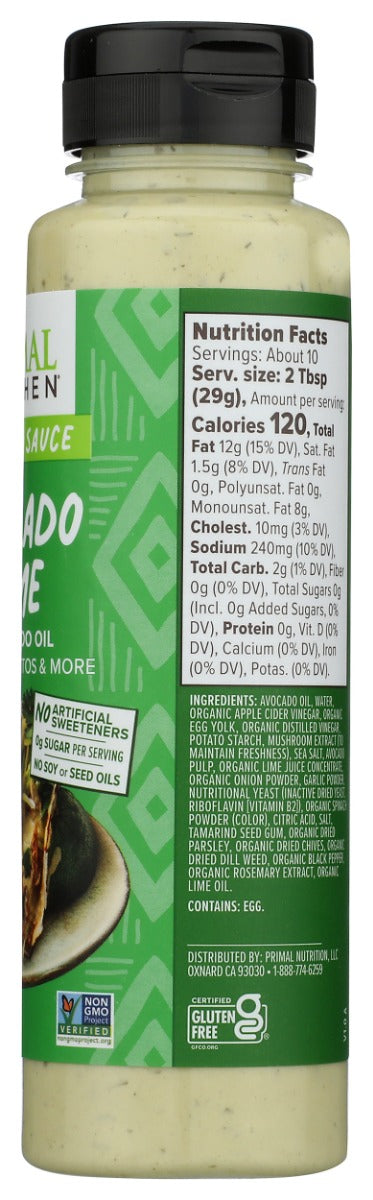 AL
HEN®
SAUCE
ADO
ME
DO OIL
TOS & MORE
NO ARTIFICIAL
SWEETENERS
0g SUGAR PER SERVING
NO SOY or SEED OILS
NON
GMO
Project
VERIFIED
nongmoproject.org
Nutrition Facts
Servings: About 10
Serv. size: 2 Tbsp
(29g), Amount per serving:
Calories 120, Total
Fat 12g (15% DV), Sat. Fat
1.5g (8% DV), Trans Fat
0g, Polyunsat. Fat 0g,
Monounsat. Fat 8g,
Cholest. 10mg (3% DV),
Sodium 240mg (10% DV),
Total Carb. 2g (1% DV), Fiber
0g (0% DV), Total Sugars 0g
(Incl. 0g Added Sugars, 0%
DV), Protein 0g, Vit. D (0%
DV), Calcium (0% DV), Iron
(0% DV), Potas. (0% DV).
INGREDIENTS: AVOCADO OIL, WATER,
ORGANIC APPLE CIDER VINEGAR, ORGANIC
EGG YOLK, ORGANIC DISTILLED VINEGAR,
POTATO STARCH, MUSHROOM EXTRACT (TO
MAINTAIN FRESHNESS), SEA SALT, AVOCADO
PULP, ORGANIC LIME JUICE CONCENTRATE,
ORGANIC ONION POWDER, GARLIC POWDER,
NUTRITIONAL YEAST (INACTIVE DRIED YEAST,
RIBOFLAVIN [VITAMIN B2]), ORGANIC SPINACH
POWDER (COLOR), CITRIC ACID, SALT,
TAMARIND SEED GUM, ORGANIC DRIED
PARSLEY, ORGANIC DRIED CHIVES, ORGANIC
DRIED DILL WEED, ORGANIC BLACK PEPPER,
ORGANIC ROSEMARY EXTRACT, ORGANIC
LIME OIL.
CONTAINS: EGG.
DISTRIBUTED BY: PRIMAL NUTRITION, LLC
OXNARD CA 93030 • 1-888-774-6259
CERTIFIED
GLUTEN
FREE
GFCO.ORG
V1.0 A